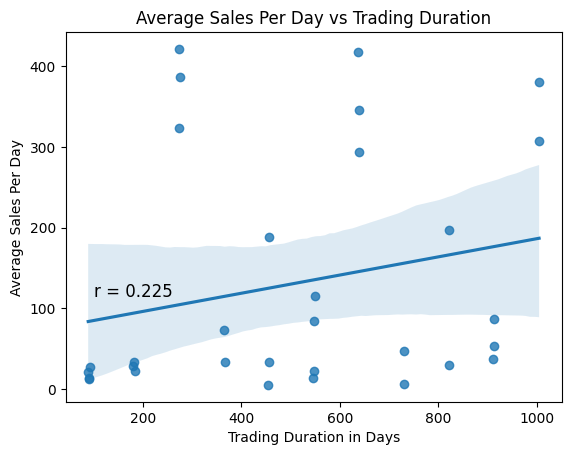 Average Sales Per Day vs Trading Duration
Average Sales Per Day
400
300
200
100
0
r = 0.225
200
400
600
800
1000
Trading Duration in Days